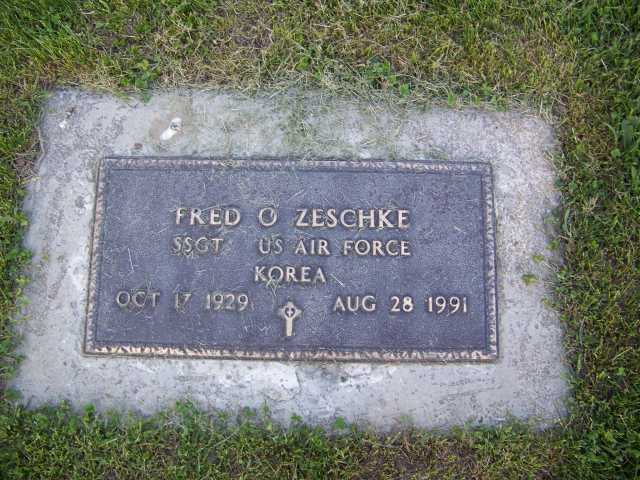 FRED O ZESCHKE
SSGT US AIR FORCE
KOREA
OCT 17 1929 AUG 28 1991